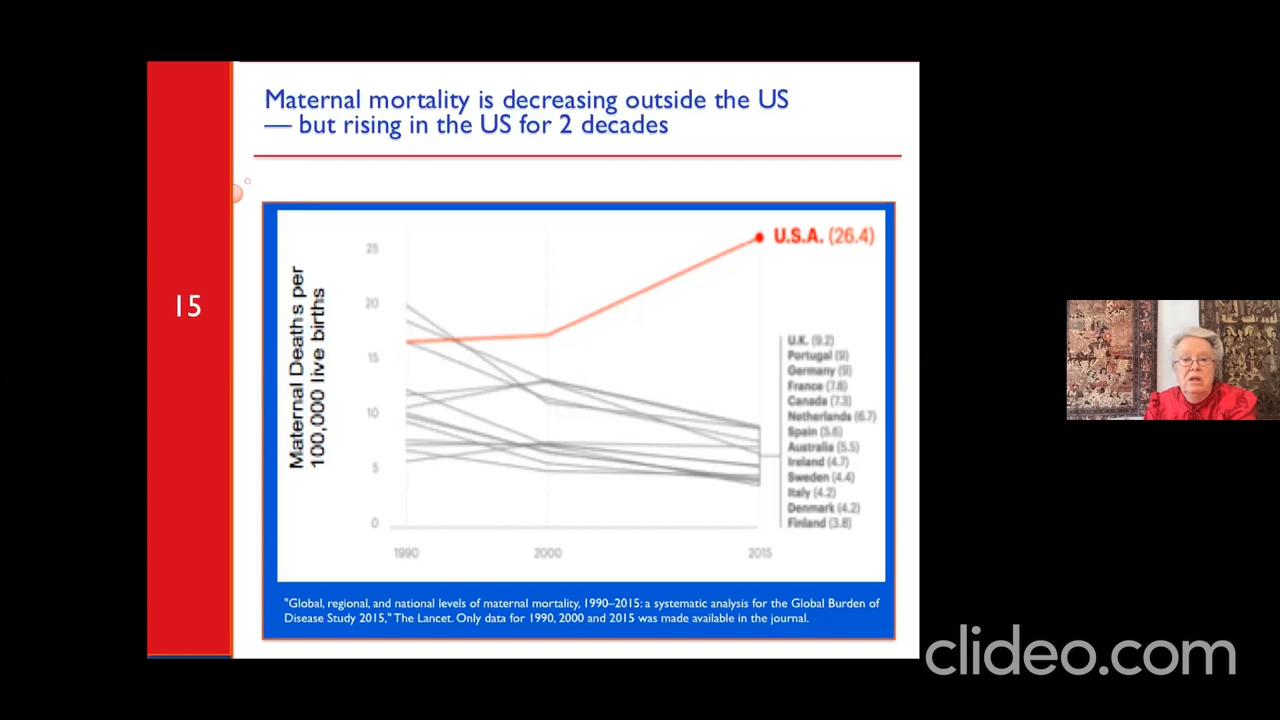 Maternal mortality is decreasing outside the US
— but rising in the US for 2 decades
15
Maternal Deaths per
100,000 live births
25
20
15
10
5
0
1990
2000
2015
U.S.A. (26.4)
U.K. (9.2)
Portugal (9)
Germany (9)
France (7.8)
Canada (7.3)
Netherlands (6.7)
Spain (5.6)
Australia (5.5)
Ireland (4.7)
Sweden (4.4)
Italy (4.2)
Denmark (4.2)
Finland (3.8)
"Global, regional, and national levels of maternal mortality, 1990–2015: a systematic analysis for the Global Burden of
Disease Study 2015," The Lancet. Only data for 1990, 2000 and 2015 was made available in the journal.
clideo.com